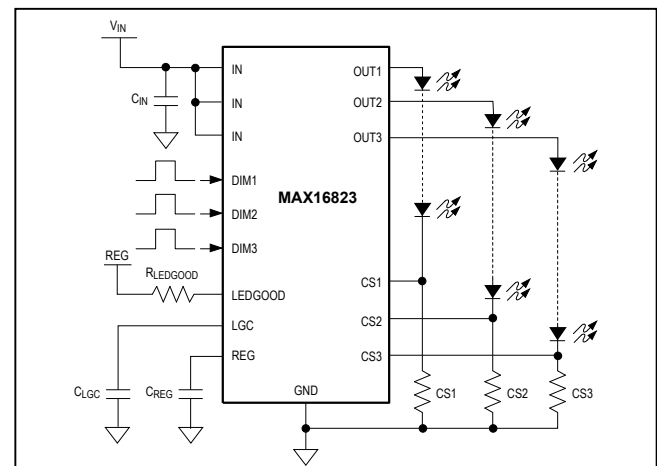 VIN
IN
OUT1
OUT2
CIN
IN
IN
OUT3
DIM1
MAX16823
DIM2
DIM3
REG
RLEDGOOD
LEDGOOD
CS1
LGC
CS2
REG
CS3
CLGC
CREG
GND
CS1
CS2
CS3